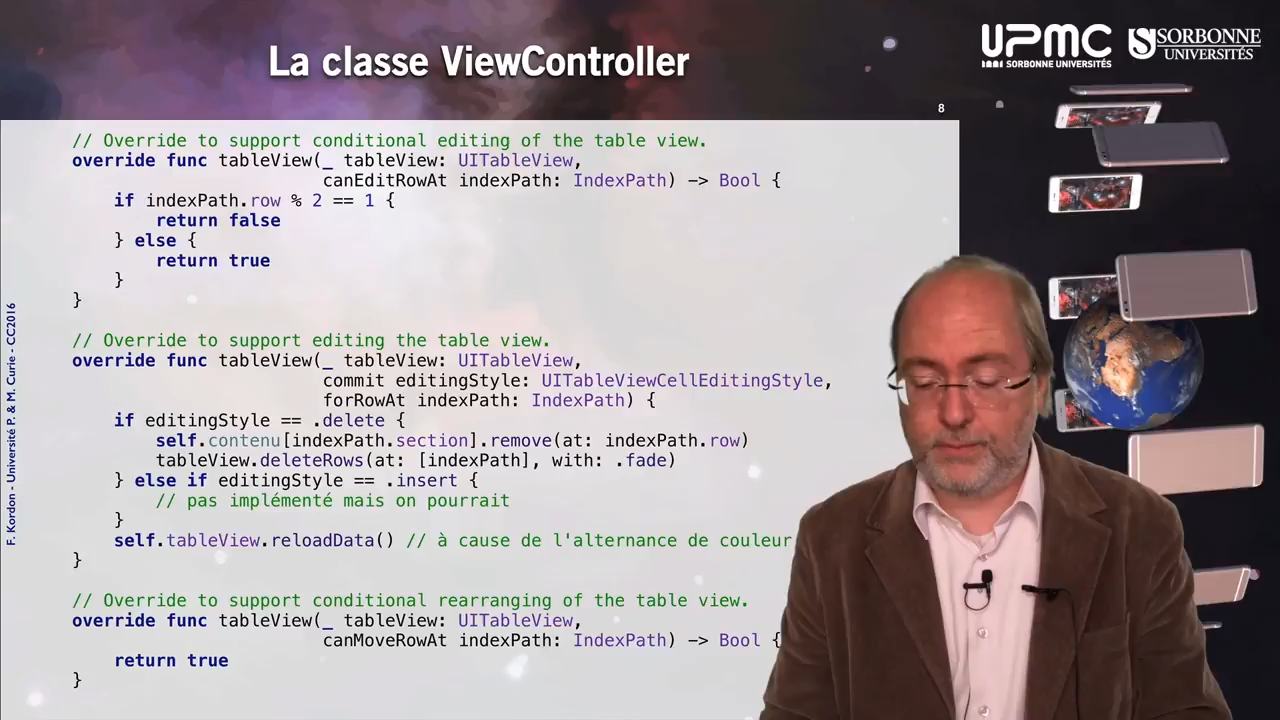 La classe ViewController
UPMC
SORBONNE UNIVERSITÉS
SORBONNE
UNIVERSITÉS
8
// Override to support conditional editing of the table view.
override func tableView(_ tableView: UITableView,
canEditRowAt indexPath: IndexPath) -> Bool {
if indexPath.row % 2 == 1 {
return false
} else {
return true
}
}
// Override to support editing the table view.
override func tableView(_ tableView: UITableView,
commit editingStyle: UITableViewCellEditingStyle,
forRowAt indexPath: IndexPath) {
if editingStyle == .delete {
self.contenu[indexPath.section].remove(at: indexPath.row)
tableView.deleteRows(at: [indexPath], with: .fade)
} else if editingStyle == .insert {
// pas implémenté mais on pourrait
}
self.tableView.reloadData() // à cause de l'alternance de couleur
}
// Override to support conditional rearranging of the table view.
override func tableView(_ tableView: UITableView,
canMoveRowAt indexPath: IndexPath) -> Bool {
return true
}
F. Kordon - Université P. & M. Curie - CC2016